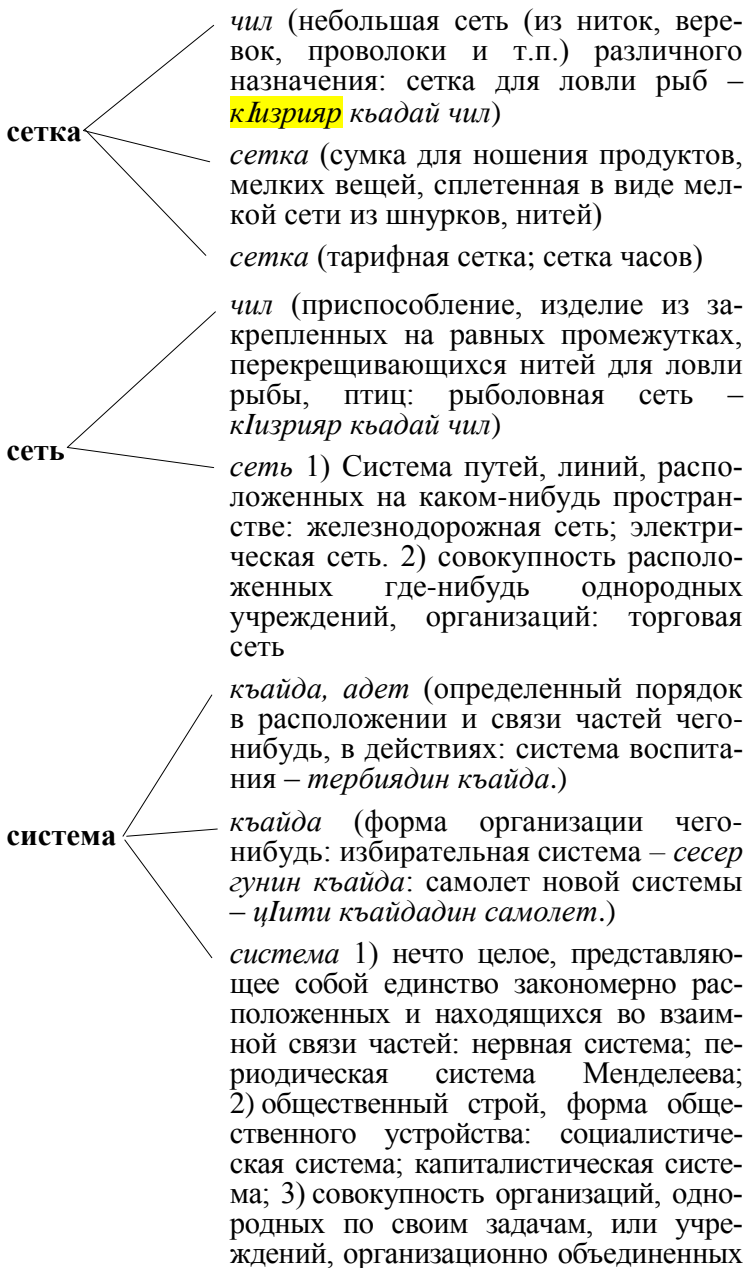 чил (небольшая сеть (из ниток, вере-
вок, проволоки и т.п.) различного
назначения: сетка для ловли рыб –
кIизрияр кьадай чил)
сетка
сетка (сумка для ношения продуктов,
мелких вещей, сплетенная в виде мел-
кой сети из шнурков, нитей)
сетка (тарифная сетка; сетка часов)
чил (приспособление, изделие из за-
крепленных на равных промежутках,
перекрещивающихся нитей для ловли
рыбы, птиц: рыболовная сеть –
кIизрияр кьадай чил)
сеть
сеть 1) Система путей, линий, распо-
ложенных на каком-нибудь простран-
стве: железнодорожная сеть; электри-
ческая сеть. 2) совокупность располо-
женных где-нибудь однородных
учреждений, организаций: торговая
сеть
къайда, адет (определенный порядок
в расположении и связи частей чего-
нибудь, в действиях: система воспита-
ния – тербиядин къайда.)
система
къайда (форма организации чего-
нибудь: избирательная система – сесер
гунин къайда: самолет новой системы
– цIити къайдадин самолет.)
система 1) нечто целое, представляю-
щее собой единство закономерно рас-
положенных и находящихся во взаим-
ной связи частей: нервная система; пе-
риодическая система Менделеева;
2) общественный строй, форма обще-
ственного устройства: социалистиче-
ская система; капиталистическая систе-
ма; 3) совокупность организаций, одно-
родных по своим задачам, или учре-
ждений, организационно объединенных